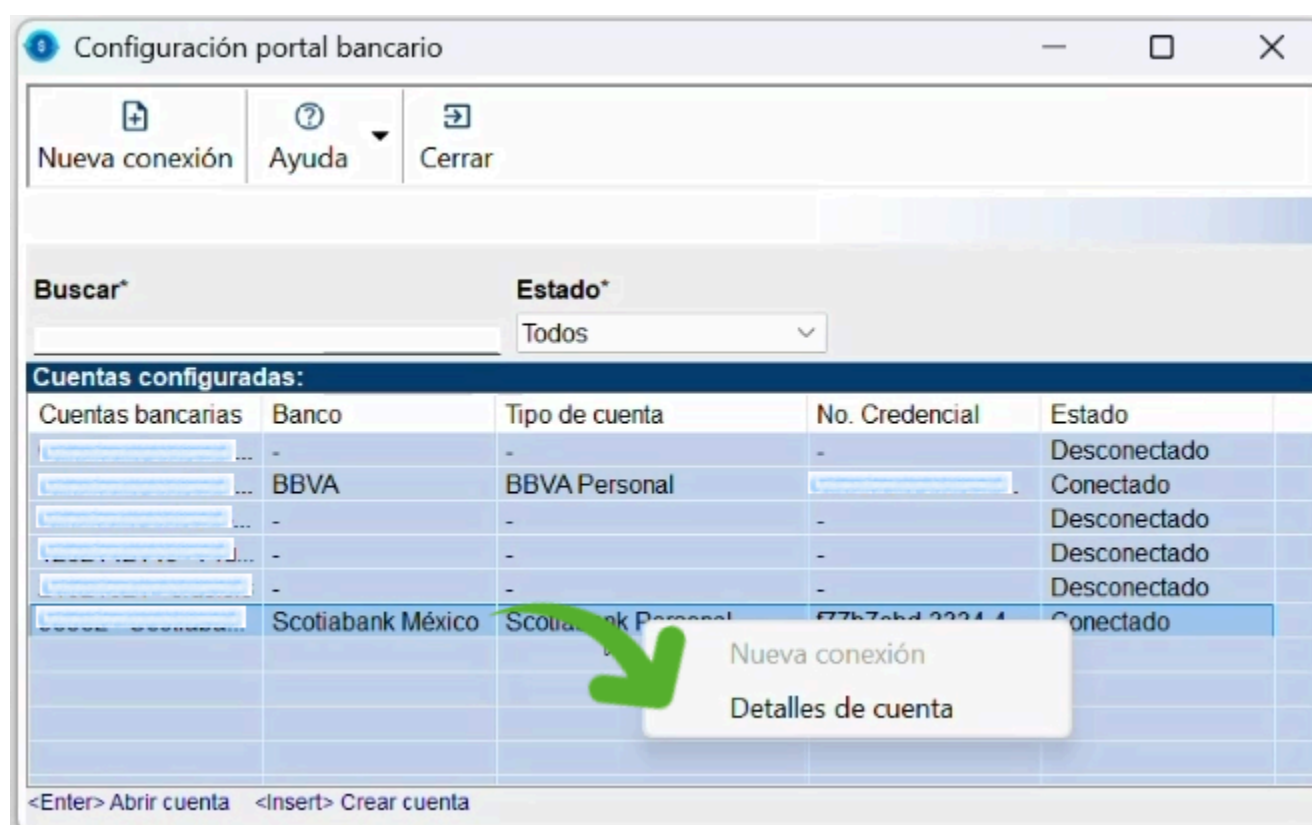 Configuración portal bancario
Nueva conexión Ayuda Cerrar
Buscar* Estado*
Todos
Cuentas configuradas:
Cuentas bancarias Banco Tipo de cuenta No. Credencial Estado
... - - - Desconectado
... BBVA BBVA Personal . Conectado
... - - - Desconectado
... - - - Desconectado
- - - Desconectado
Scotiabank México Scotiabank Personal Conectado
Nueva conexión
Detalles de cuenta
<Enter> Abrir cuenta <Insert> Crear cuenta